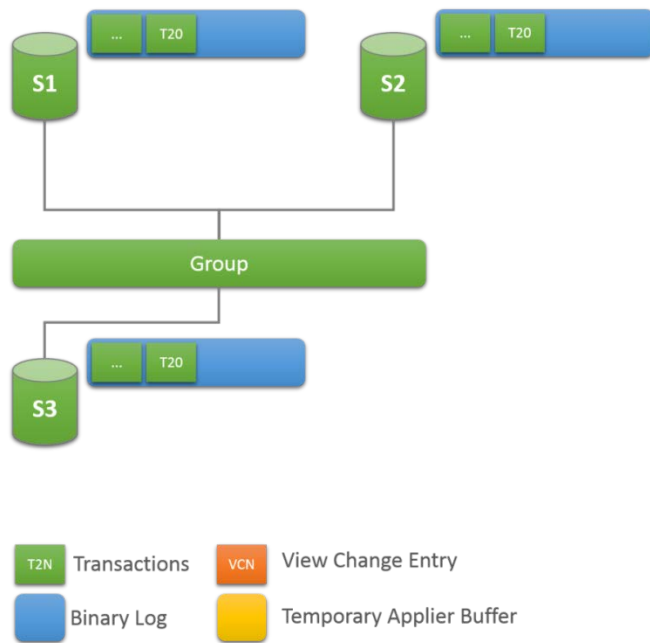 ... T20
... T20
S1
S2
Group
... T20
S3
T2N Transactions
VCN View Change Entry
Binary Log
Temporary Applier Buffer